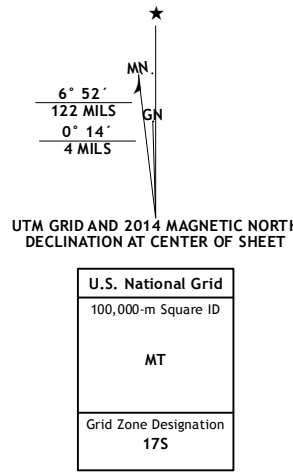 ★
MN.
6° 52´
122 MILS
GN
0° 14´
4 MILS
UTM GRID AND 2014 MAGNETIC NORTH
DECLINATION AT CENTER OF SHEET
U.S. National Grid
100,000-m Square ID
MT
Grid Zone Designation
17S